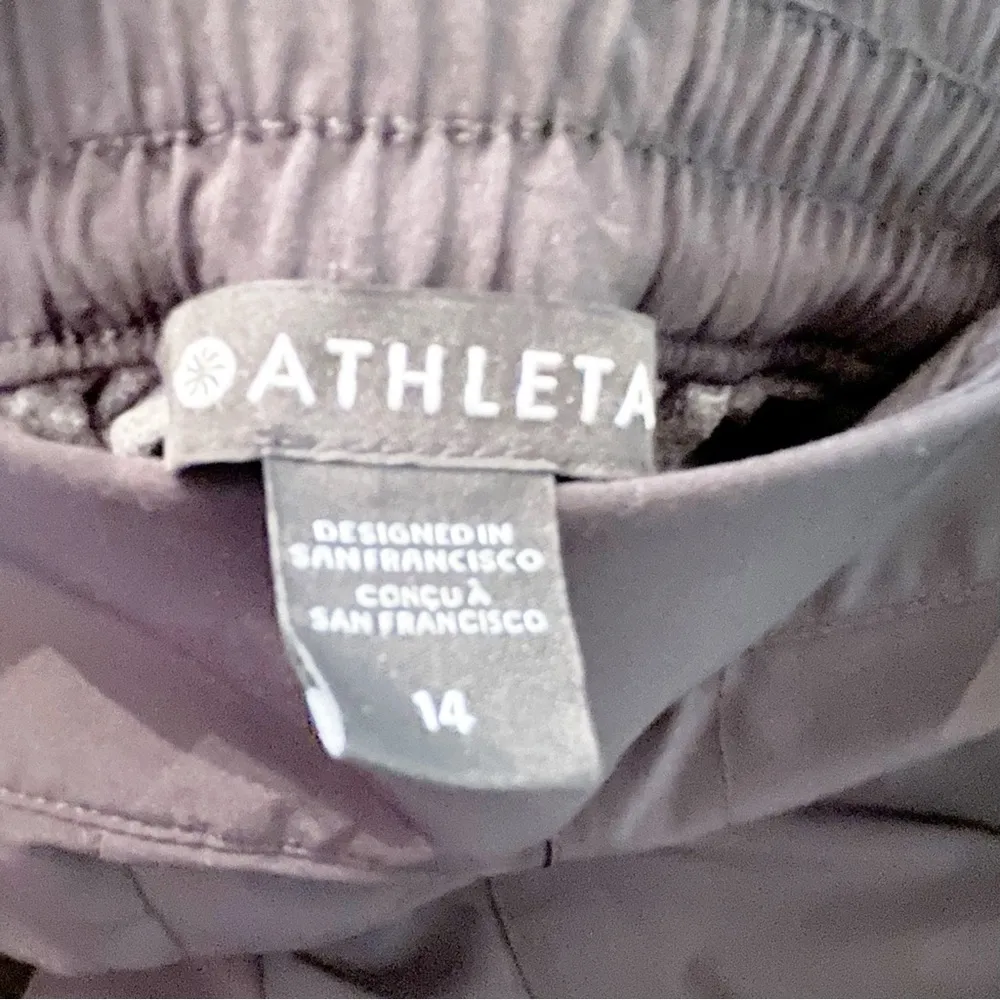 ATHLETA
DESIGNED IN
SAN FRANCISCO
CONÇU À
SAN FRANCISCO
14